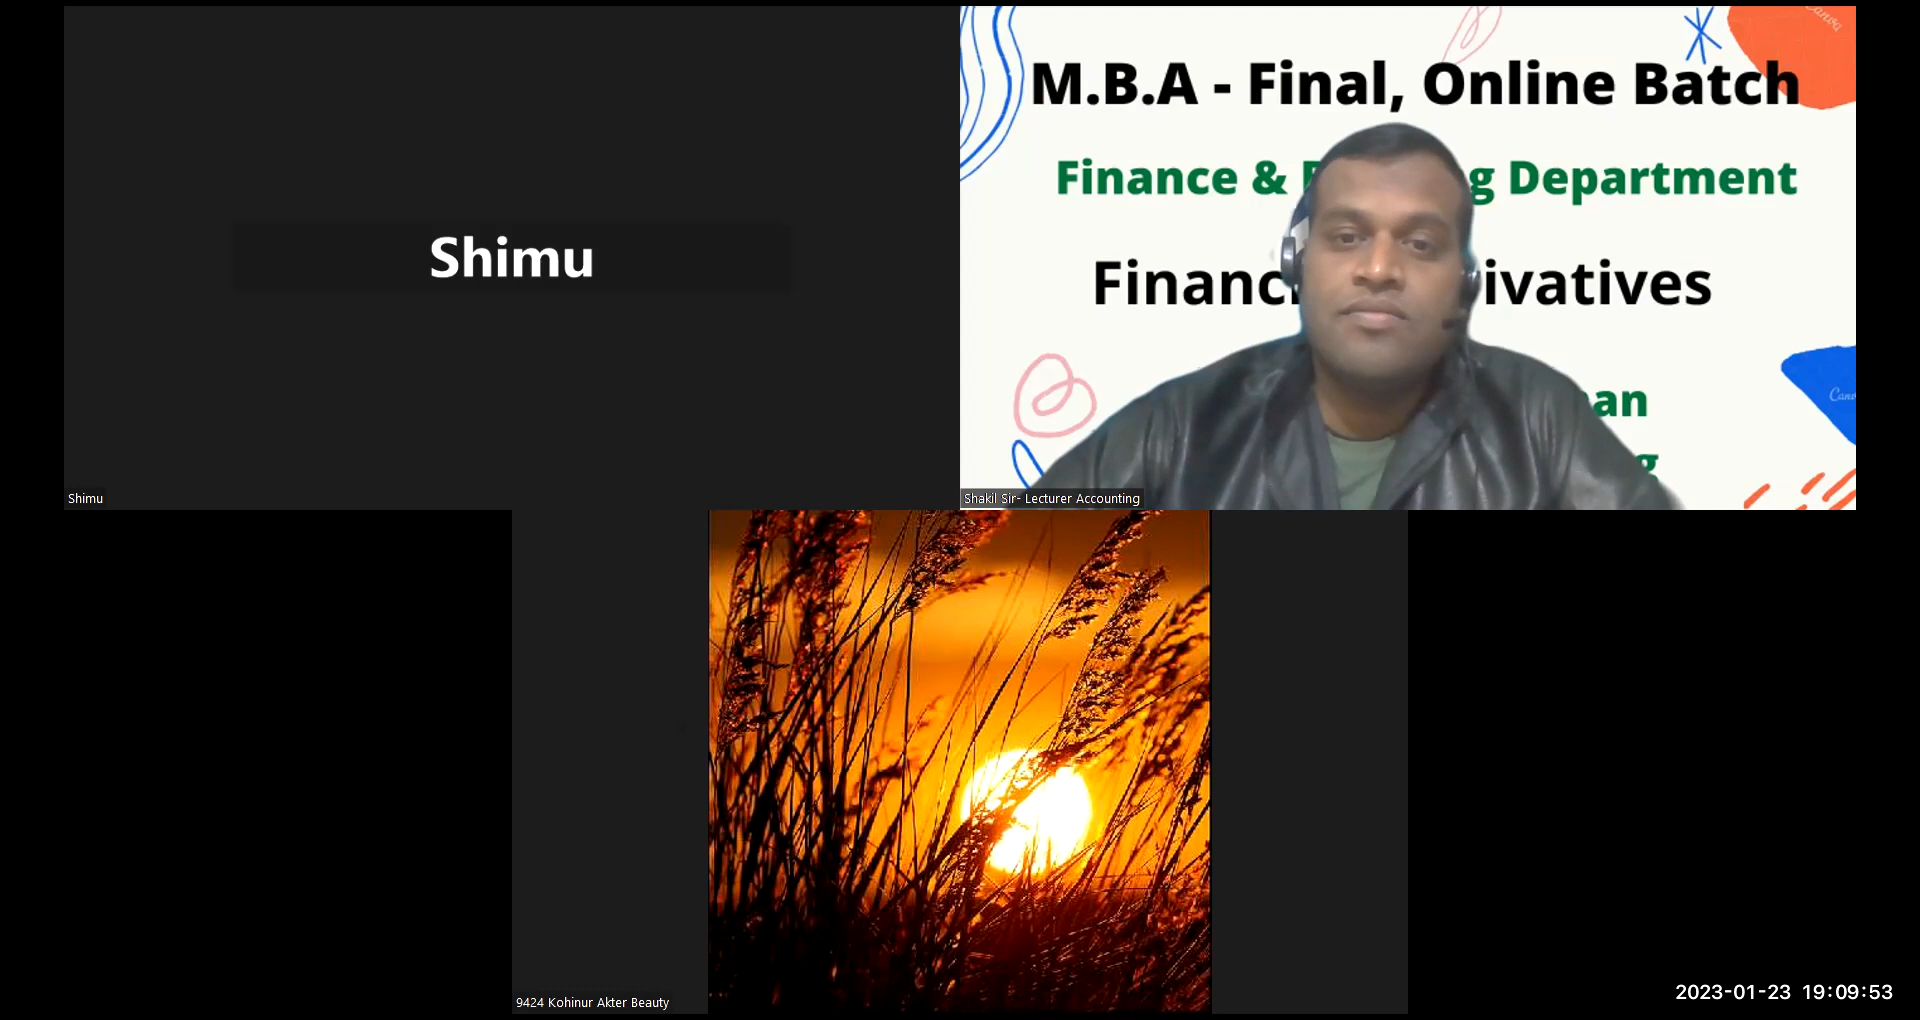 Shimu
Shimu
Canva
M.B.A - Final, Online Batch
Finance & g Department
Financ ivatives
an
Shakil Sir- Lecturer Accounting
9424 Kohinur Akter Beauty
2023-01-23 19:09:53